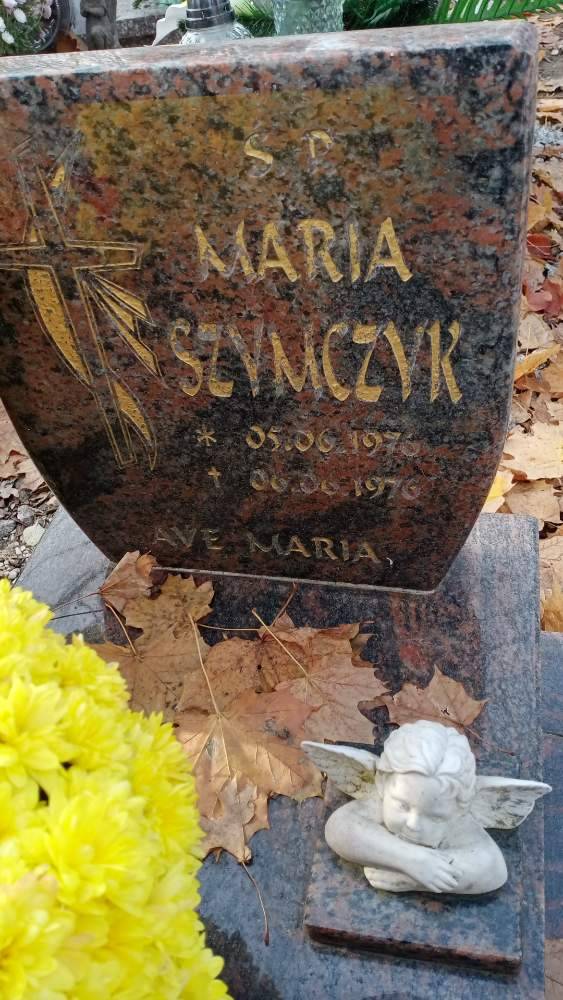 Ś P
MARIA
SZYMCZYK
* 05.06.1976
† 06.06.1976
AVE MARIA